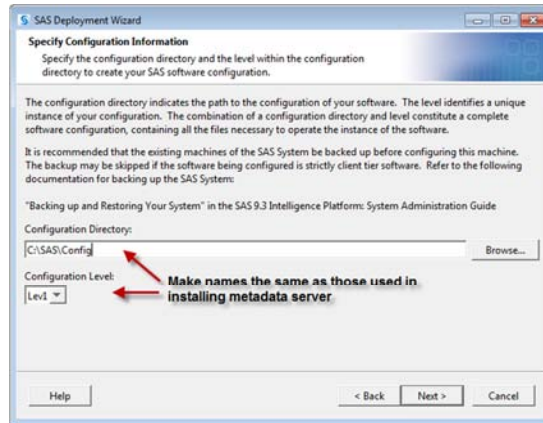 SAS Deployment Wizard
Specify Configuration Information
Specify the configuration directory and the level within the configuration
directory to create your SAS software configuration.
The configuration directory indicates the path to the configuration of your software. The level identifies a unique
instance of your configuration. The combination of a configuration directory and level constitute a complete
software configuration, containing all the files necessary to operate the instance of the software.
It is recommended that the existing machines of the SAS System be backed up before configuring this machine.
The backup may be skipped if the software being configured is strictly client tier software. Refer to the following
documentation for backing up the SAS System:
"Backing up and Restoring Your System" in the SAS 9.3 Intelligence Platform: System Administration Guide
Configuration Directory:
C:\SAS\Config
Browse...
Configuration Level:
Lev1
Make names the same as those used in
installing metadata server
Help
< Back
Next >
Cancel